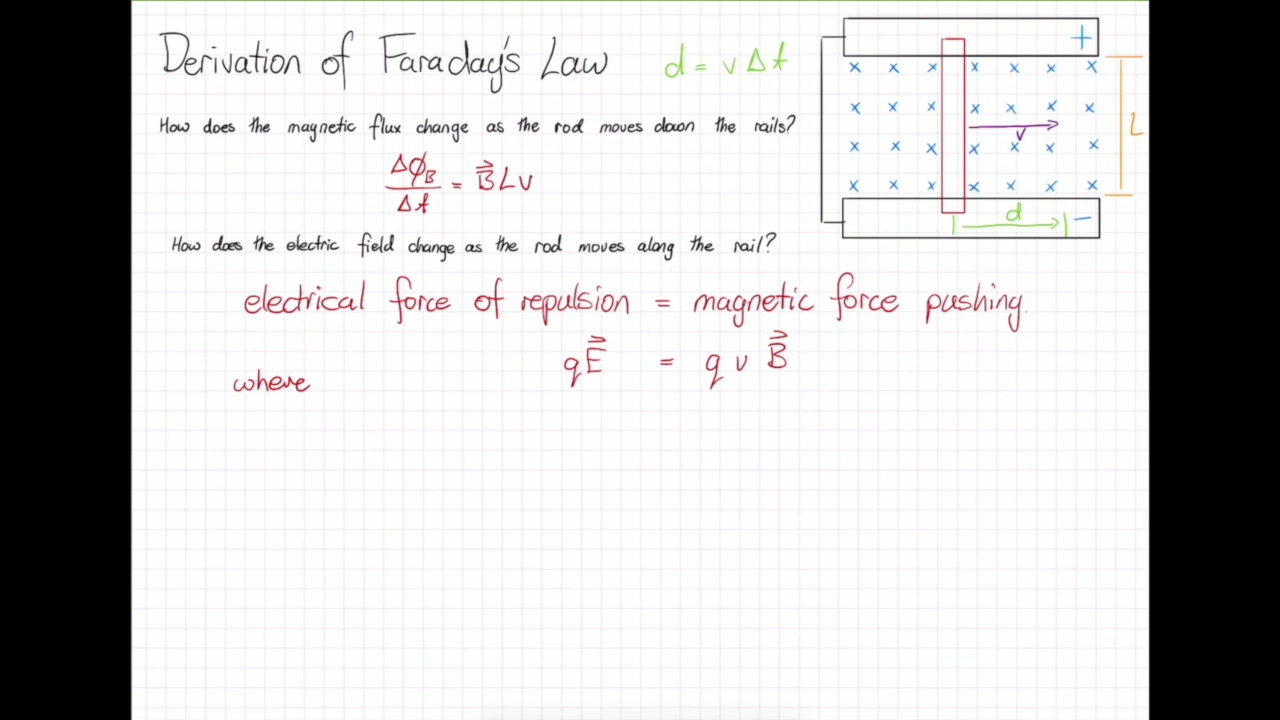 Derivation of Faraday's Law d = v Δt
How does the magnetic flux change as the rod moves down the rails?
ΔϕB/Δt = B⃗Lv
How does the electric field change as the rod moves along the rail?
electrical force of repulsion = magnetic force pushing.
qE⃗ = q v B⃗
where
+
x x x x x x x
x x x x x x x
v
L
x x x x x x x
x x x x x x x
d
−